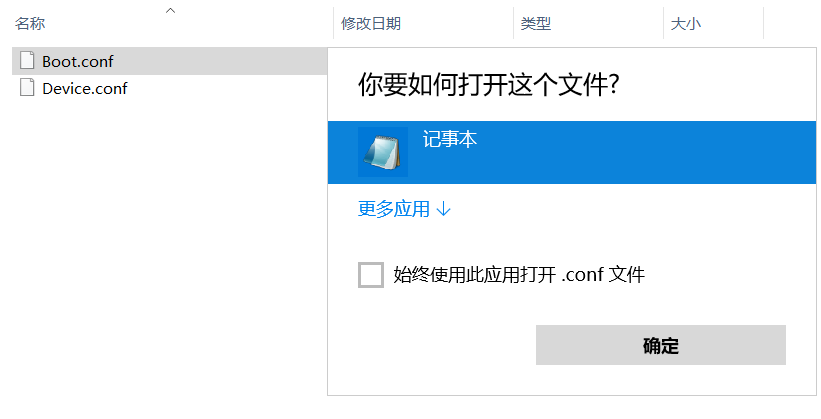 名称 修改日期 类型 大小
Boot.conf
Device.conf
你要如何打开这个文件?
记事本
更多应用 ↓
始终使用此应用打开 .conf 文件
确定